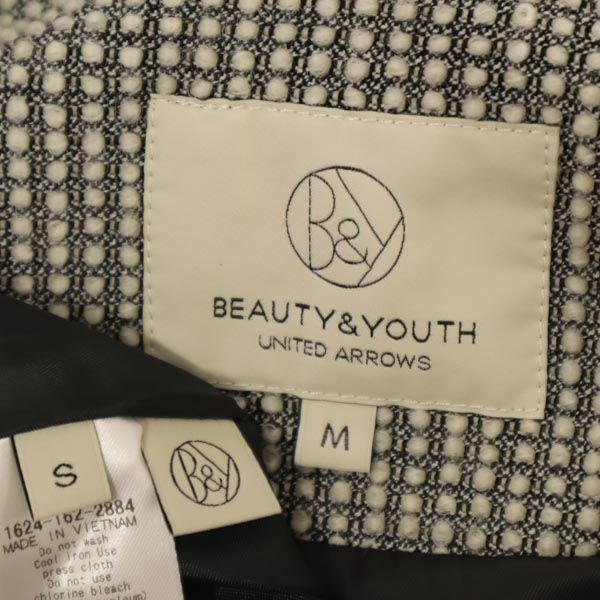 B&Y
BEAUTY&YOUTH
UNITED ARROWS
M
S
B&Y
1624-162-2884
MADE IN VIETNAM
Do not wash
Cool iron Use
press cloth
Do not use
chlorine bleach